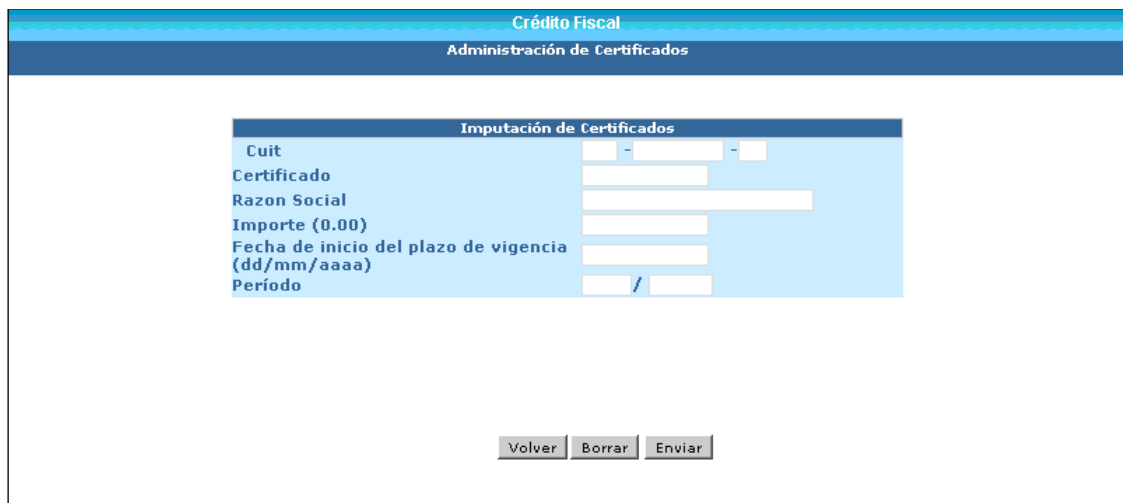 Crédito Fiscal
Administración de Certificados
Imputación de Certificados
Cuit - -
Certificado
Razon Social
Importe (0.00)
Fecha de inicio del plazo de vigencia
(dd/mm/aaaa)
Período /
Volver Borrar Enviar